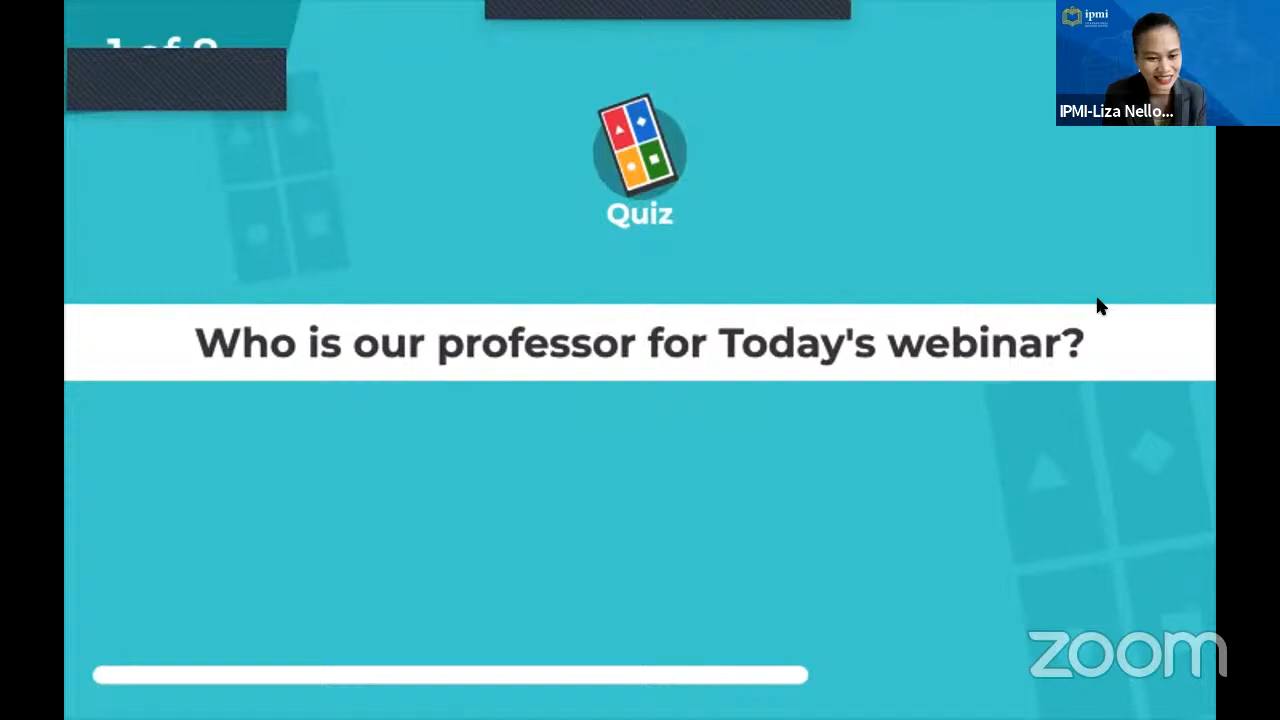 ipmi
IPMI-Liza Nello...
Quiz
Who is our professor for Today's webinar?
zoom